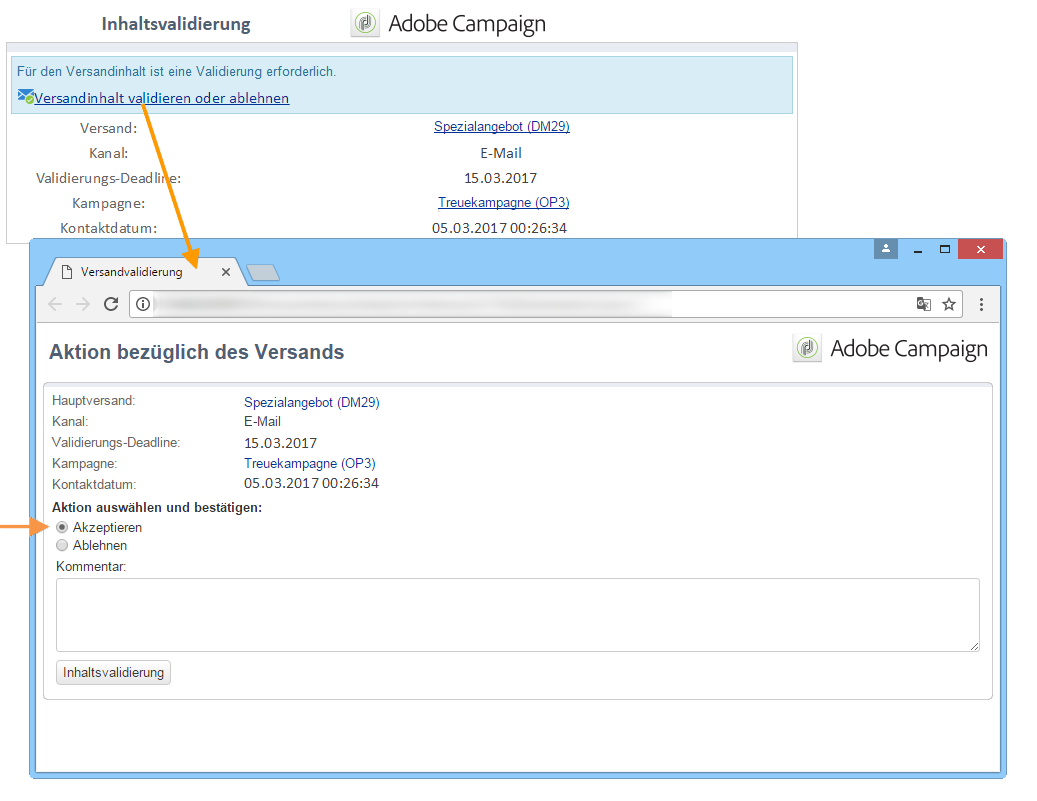 Inhaltsvalidierung
Adobe Campaign
Für den Versandinhalt ist eine Validierung erforderlich.
Versandinhalt validieren oder ablehnen
Versand: Spezialangebot (DM29)
Kanal: E-Mail
Validierungs-Deadline: 15.03.2017
Kampagne: Treuekampagne (OP3)
Kontaktdatum: 05.03.2017 00:26:34
Versandvalidierung
Aktion bezüglich des Versands
Adobe Campaign
Hauptversand: Spezialangebot (DM29)
Kanal: E-Mail
Validierungs-Deadline: 15.03.2017
Kampagne: Treuekampagne (OP3)
Kontaktdatum: 05.03.2017 00:26:34
Aktion auswählen und bestätigen:
Akzeptieren
Ablehnen
Kommentar:
Inhaltsvalidierung